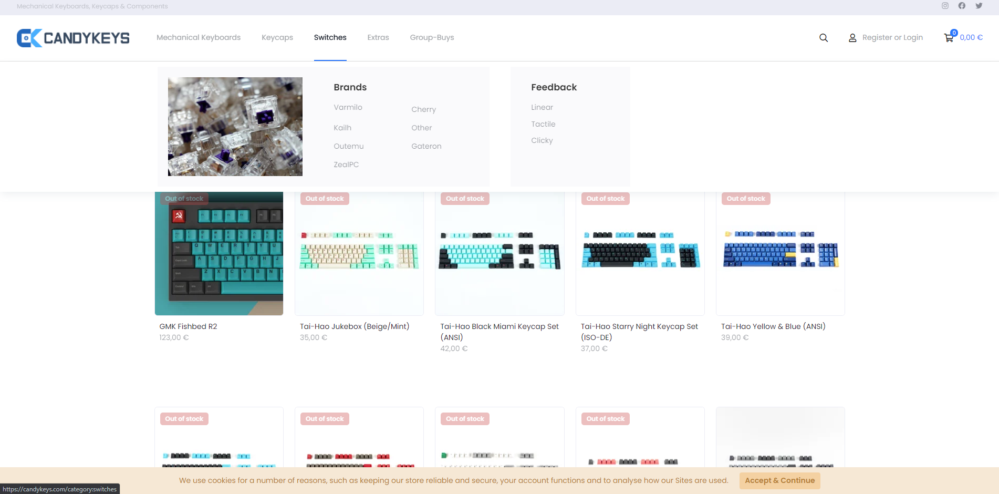 Mechanical Keyboards, Keycaps & Components
CANDYKEYS
Mechanical Keyboards
Keycaps
Switches
Extras
Group-Buys
Register or Login
0
0,00 €
Brands
Varmilo
Cherry
Kailh
Other
Outemu
Gateron
ZealPC
Feedback
Linear
Tactile
Clicky
Out of stock
Out of stock
Out of stock
Out of stock
Out of stock
GMK Fishbed R2
123,00 €
Tai-Hao Jukebox (Beige/Mint)
35,00 €
Tai-Hao Black Miami Keycap Set
(ANSI)
42,00 €
Tai-Hao Starry Night Keycap Set
(ISO-DE)
37,00 €
Tai-Hao Yellow & Blue (ANSI)
39,00 €
Out of stock
Out of stock
Out of stock
Out of stock
We use cookies for a number of reasons, such as keeping our store reliable and secure, your account functions and to analyse how our Sites are used.
Accept & Continue
https://candykeys.com/category:switches